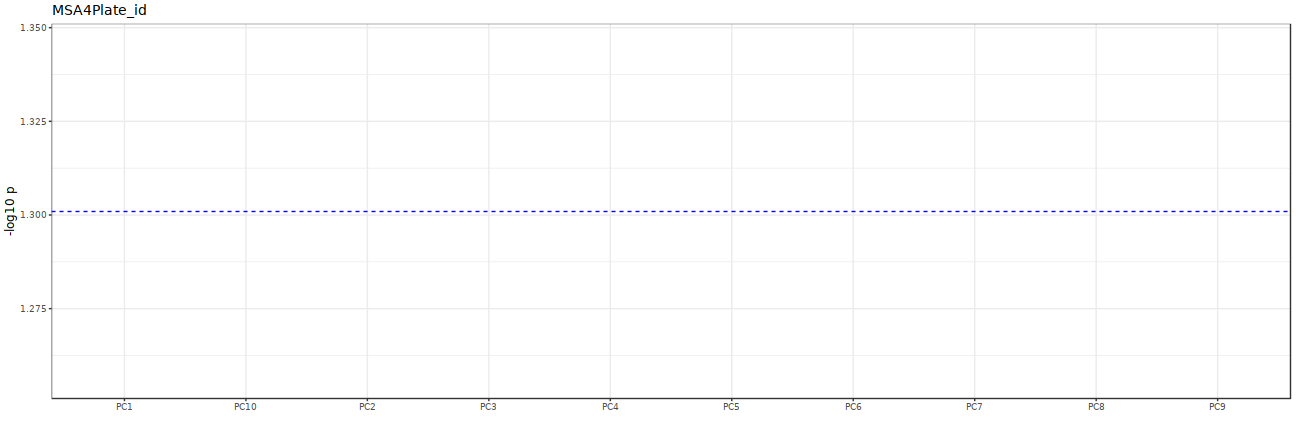 MSA4Plate_id
-log10 p
1.350
1.325
1.300
1.275
PC1 PC10 PC2 PC3 PC4 PC5 PC6 PC7 PC8 PC9